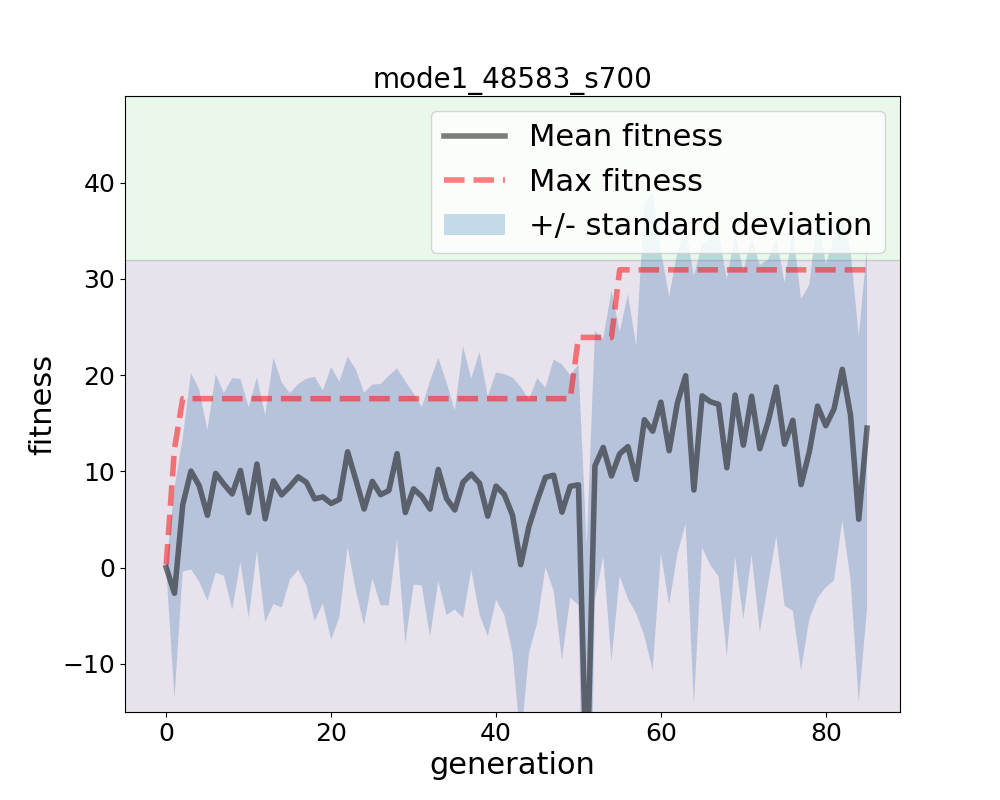 mode1_48583_s700
Mean fitness
Max fitness
+/- standard deviation
fitness
40
30
20
10
0
−10
0 20 40 60 80
generation